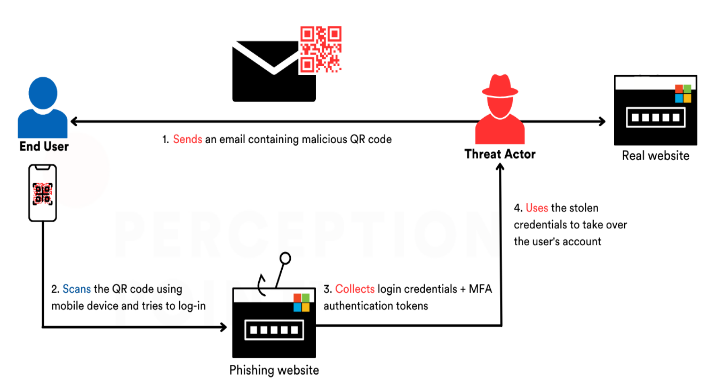 End User
1. Sends an email containing malicious QR code
Threat Actor
Real website
4. Uses the stolen
credentials to take over
the user's account
PERCEPTION
2. Scans the QR code using
mobile device and tries to log-in
3. Collects login credentials + MFA
authentication tokens
Phishing website